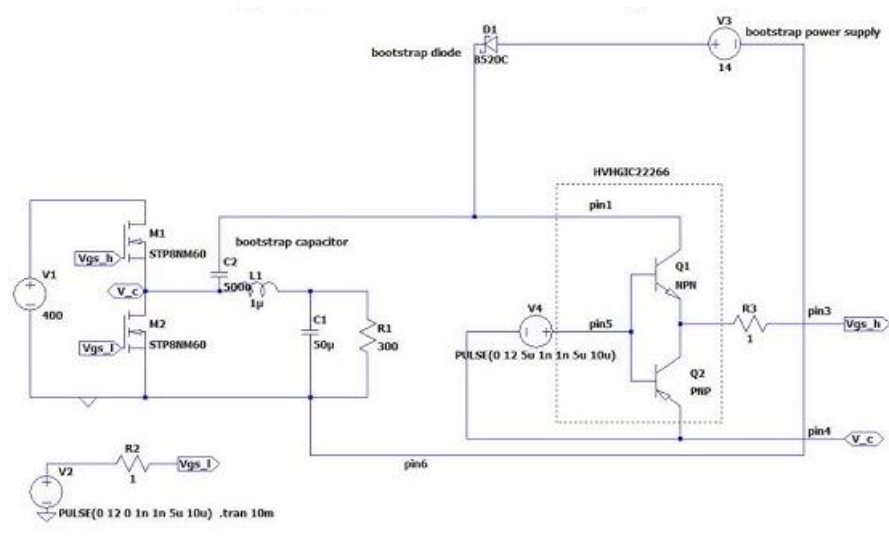 V3
bootstrap power supply
14
D1
bootstrap diode
B520C
HVHGIC22266
pin1
M1
STP8NM60
Vgs_h
bootstrap capacitor
C2
500u
L1
1µ
V1
400
V_c
M2
STP8NM60
Vgs_l
C1
50µ
R1
300
V4
pin5
PULSE(0 12 5u 1n 1n 5u 10u)
Q1
NPN
R3
1
pin3
Vgs_h
Q2
PNP
pin4
V_c
pin6
R2
1
Vgs_l
V2
PULSE(0 12 0 1n 1n 5u 10u) .tran 10m